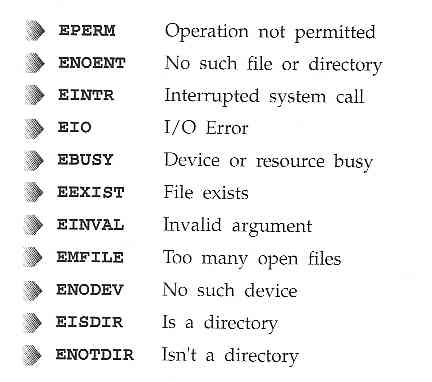 EPERM Operation not permitted
ENOENT No such file or directory
EINTR Interrupted system call
EIO I/O Error
EBUSY Device or resource busy
EEXIST File exists
EINVAL Invalid argument
EMFILE Too many open files
ENODEV No such device
EISDIR Is a directory
ENOTDIR Isn't a directory